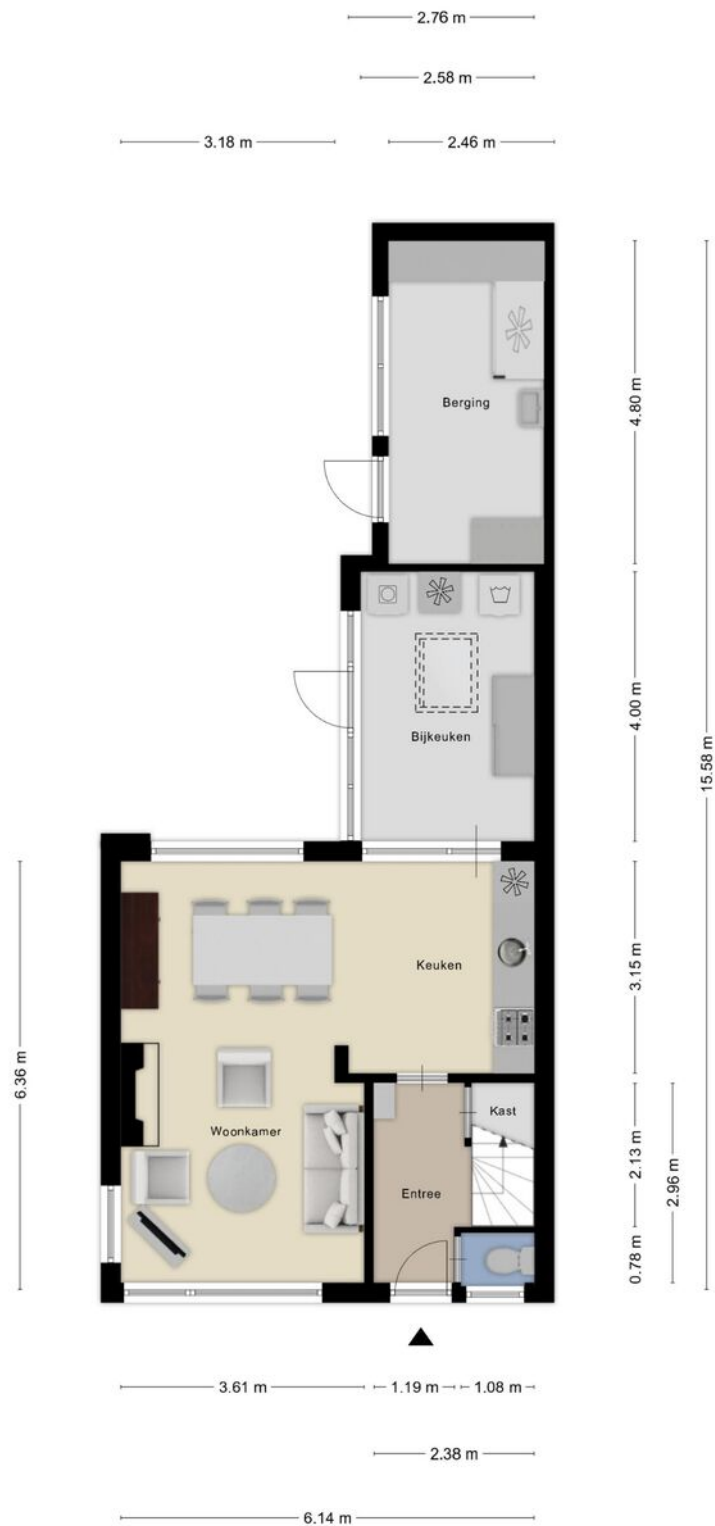 2.76 m
2.58 m
3.18 m
2.46 m
Berging
4.80 m
Bijkeuken
4.00 m
15.58 m
Keuken
3.15 m
6.36 m
Woonkamer
Kast
Entree
2.13 m
2.96 m
0.78 m
3.61 m
1.19 m
1.08 m
2.38 m
6.14 m